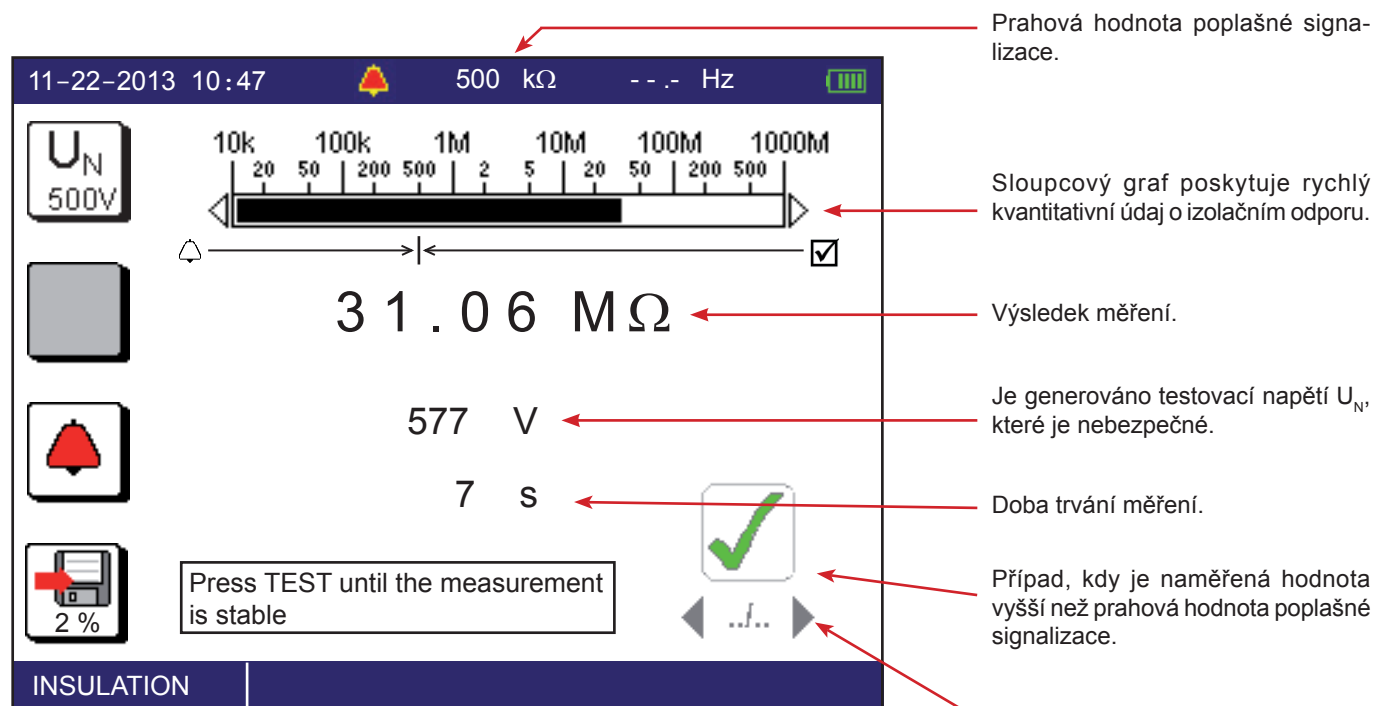 Prahová hodnota poplašné signa-
lizace.
11-22-2013 10:47 500 kΩ - - .- Hz
U_N
500V
10k 100k 1M 10M 100M 1000M
20 50 200 500 2 5 20 50 200 500
Sloupcový graf poskytuje rychlý
kvantitativní údaj o izolačním odporu.
31.06 MΩ
Výsledek měření.
577 V
Je generováno testovací napětí U_N,
které je nebezpečné.
7 s
Doba trvání měření.
2 %
Press TEST until the measurement
is stable
Případ, kdy je naměřená hodnota
vyšší než prahová hodnota poplašné
signalizace.
../..
INSULATION